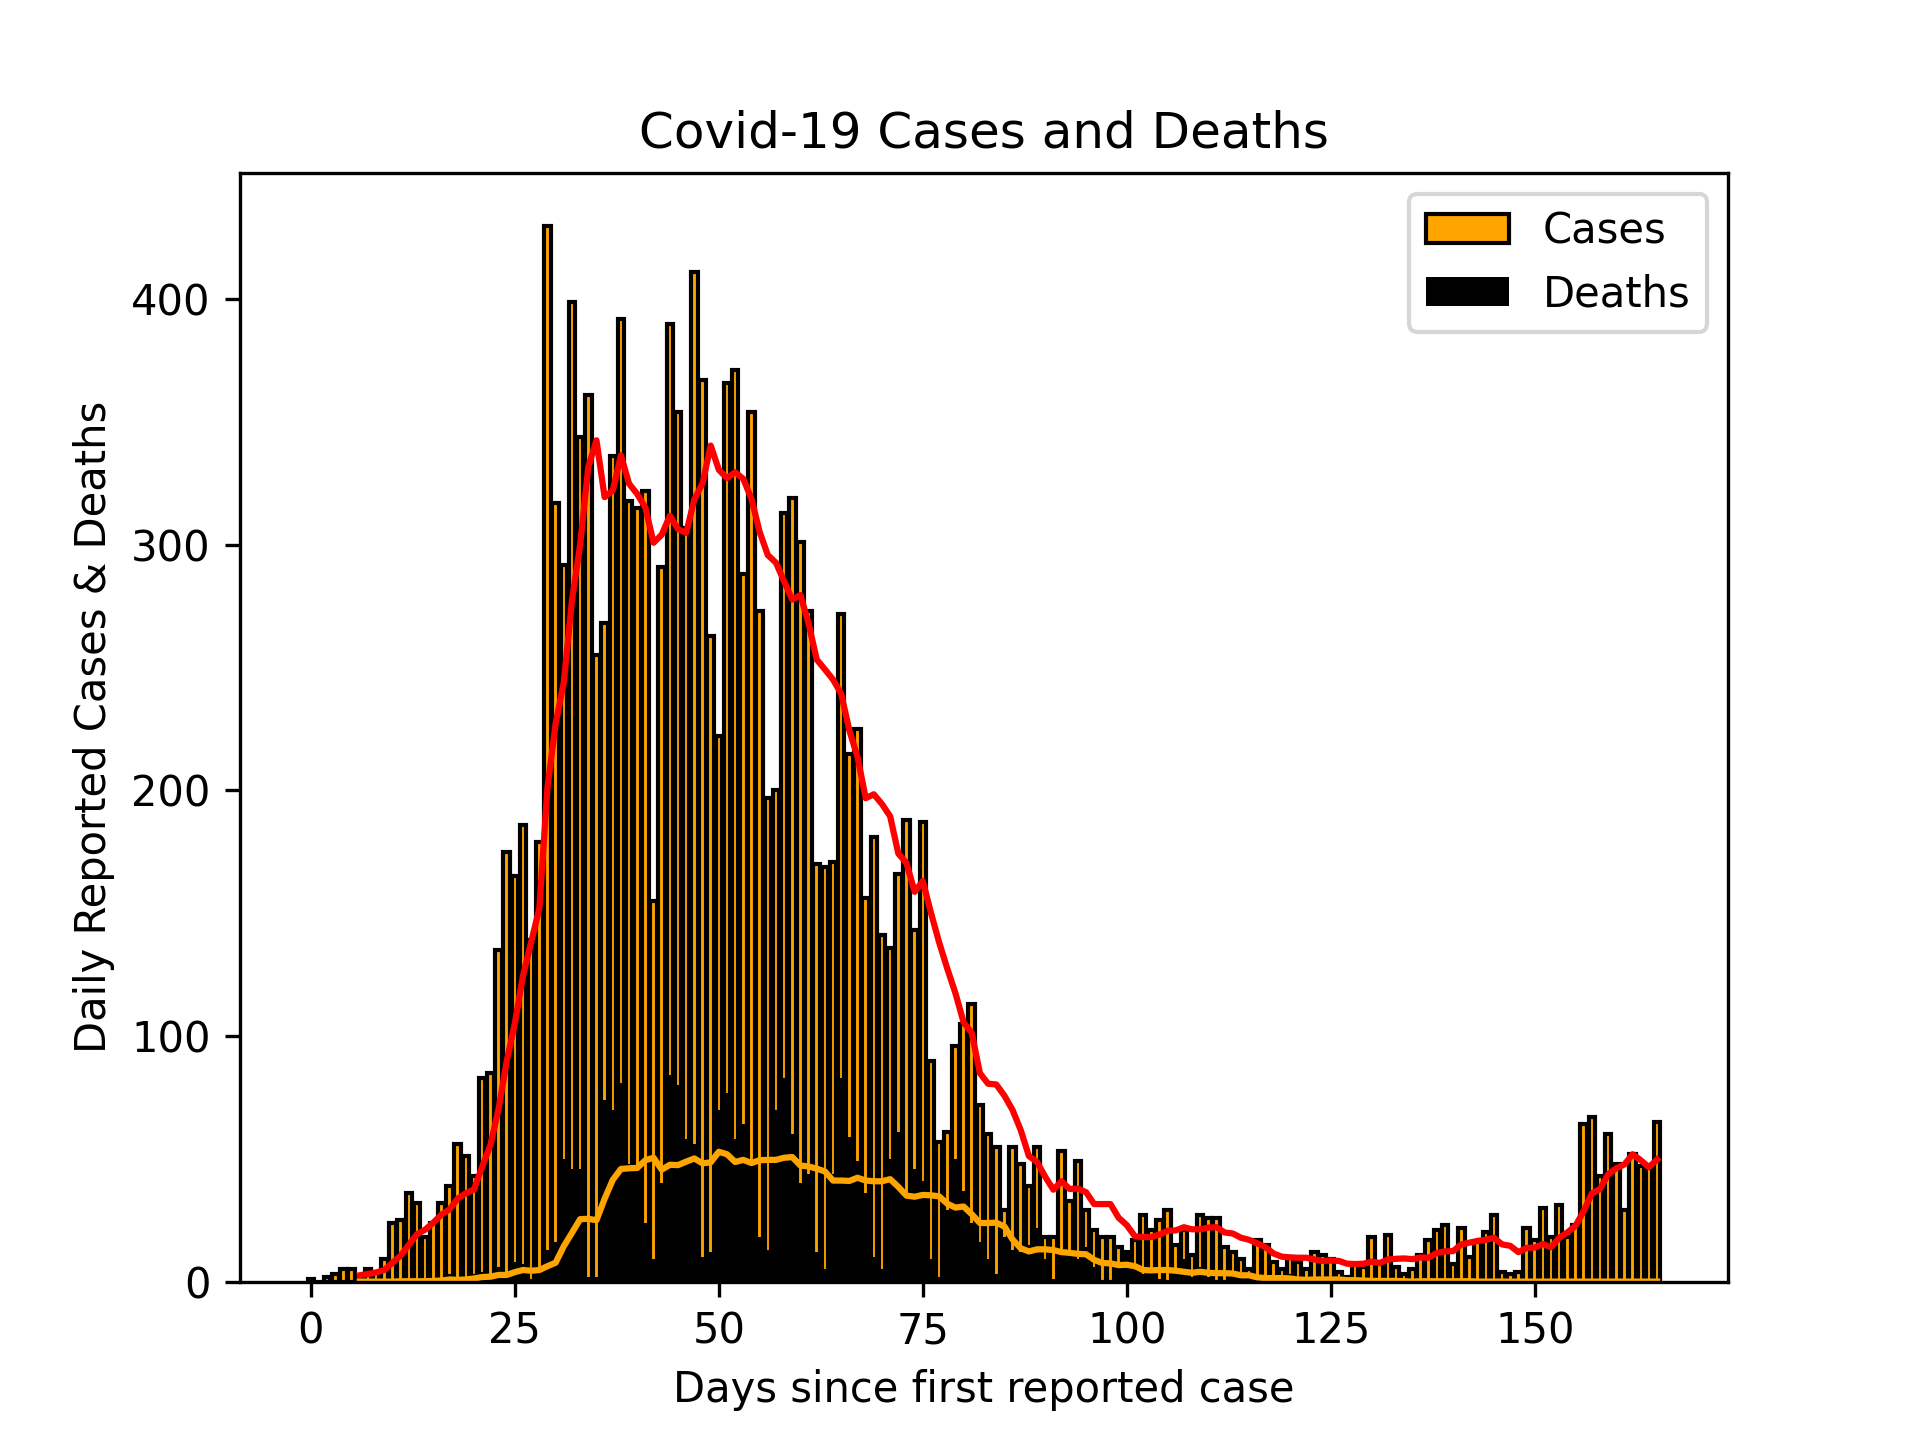 Covid-19 Cases and Deaths
Cases
Deaths
Daily Reported Cases & Deaths
400
300
200
100
0
0 25 50 75 100 125 150
Days since first reported case